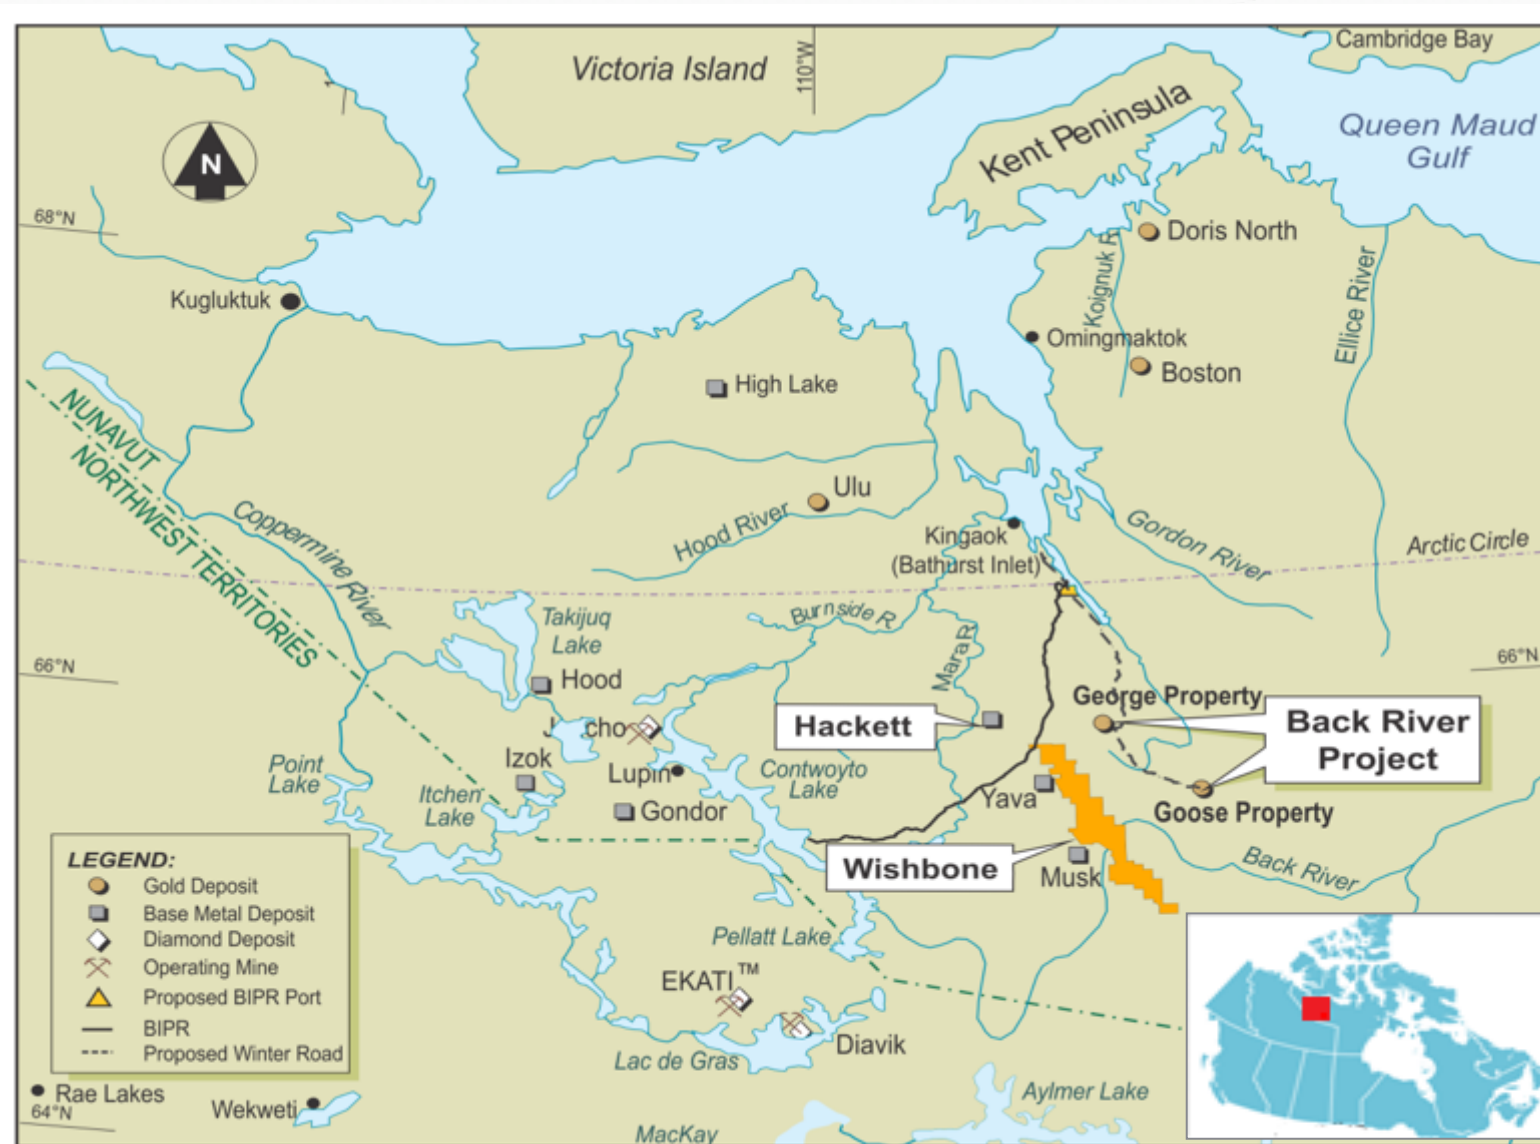 Cambridge Bay
Victoria Island
110°W
Kent Peninsula
Queen Maud
Gulf
N
68°N
Doris North
Koignuk R.
Ellice River
Kugluktuk
Omingmaktok
Boston
High Lake
NUNAVUT
NORTHWEST TERRITORIES
Ulu
Coppermine River
Hood River
Kingaok
(Bathurst Inlet)
Gordon River
Arctic Circle
Takijuq
Lake
Burnside R.
Mara R.
66°N
66°N
Hood
George Property
Hackett
Back River
Project
Izok
Lupin
Contwoyto
Lake
Point
Lake
Itchen
Lake
Gondor
Yava
Goose Property
Wishbone
Musk
Back River
LEGEND:
Gold Deposit
Base Metal Deposit
Diamond Deposit
Operating Mine
Proposed BIPR Port
BIPR
Proposed Winter Road
Pellatt Lake
EKATI™
Diavik
Lac de Gras
Rae Lakes
64°N
Wekweti
Aylmer Lake
MacKay